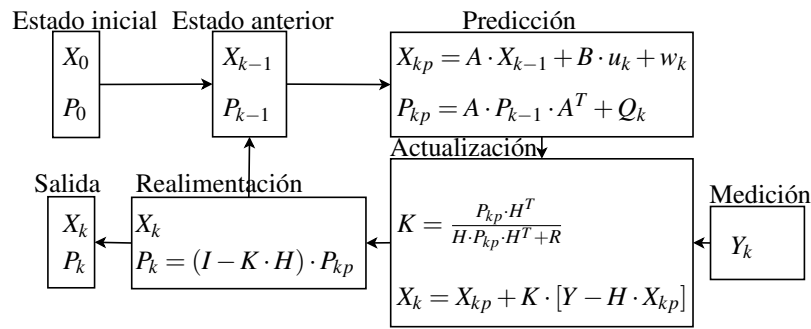 Estado inicial
X_0
P_0
Estado anterior
X_{k−1}
P_{k−1}
Predicción
X_{kp} = A · X_{k−1} + B · u_k + w_k
P_{kp} = A · P_{k−1} · A^T + Q_k
Actualización
K = \frac{P_{kp}·H^T}{H·P_{kp}·H^T+R}
X_k = X_{kp} + K · [Y − H · X_{kp}]
Medición
Y_k
Realimentación
X_k
P_k = (I − K · H) · P_{kp}
Salida
X_k
P_k